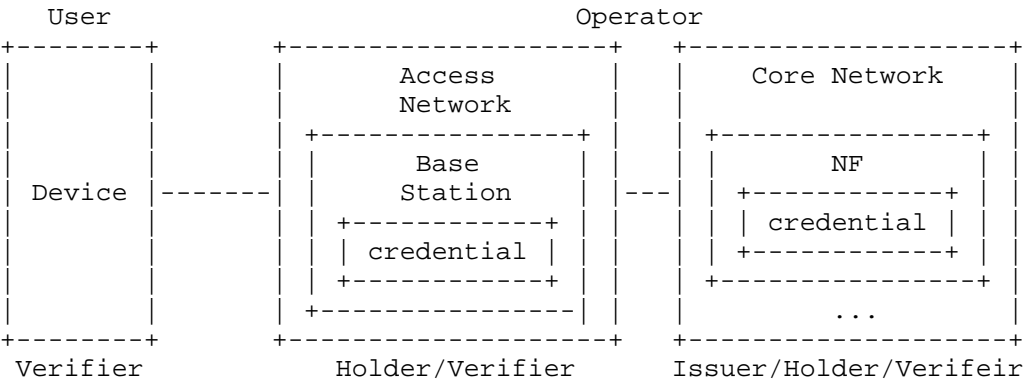 User Operator
Access Core Network
Network
Base NF
Device Station
credential
credential
...
Verifier Holder/Verifier Issuer/Holder/Verifeir